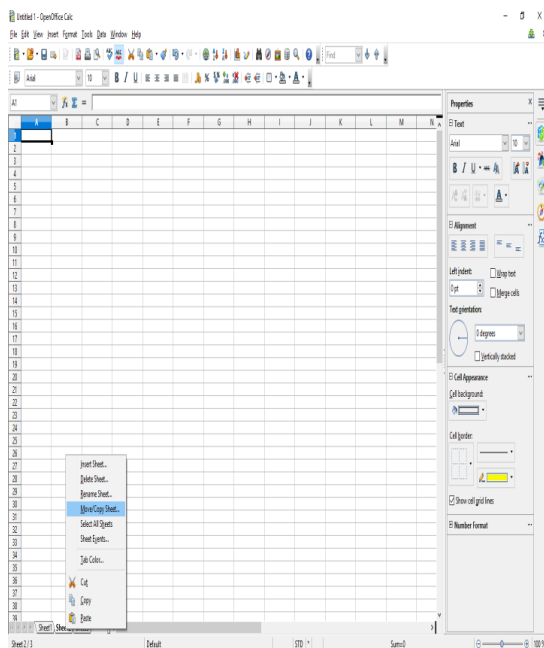 Untitled 1 - OpenOffice Calc
File Edit View Insert Format Tools Data Window Help
Find
Arial 10 B I U
A1 =
Properties
A B C D E F G H I J K L M N
Text
1
2
3
Arial 10
4
5
B I U
6
7
A
8
9
Alignment
10
11
12
Left indent: Wrap text
13
0 pt Merge cells
14
15
Text orientation:
16
17
0 degrees
18
19
Vertically stacked
20
Cell Appearance
21
22
Cell background:
23
24
25
Cell border:
26
27
Insert Sheet...
28
Delete Sheet...
29
Rename Sheet...
30
Move/Copy Sheet...
Show cell grid lines
31
Select All Sheets
32
Number Format
33
Sheet Events...
34
Tab Color...
35
36
Cut
37
38
Copy
39
Paste
Sheet1
Sheet 2 / 3 Default STD * Sum=0 100 %